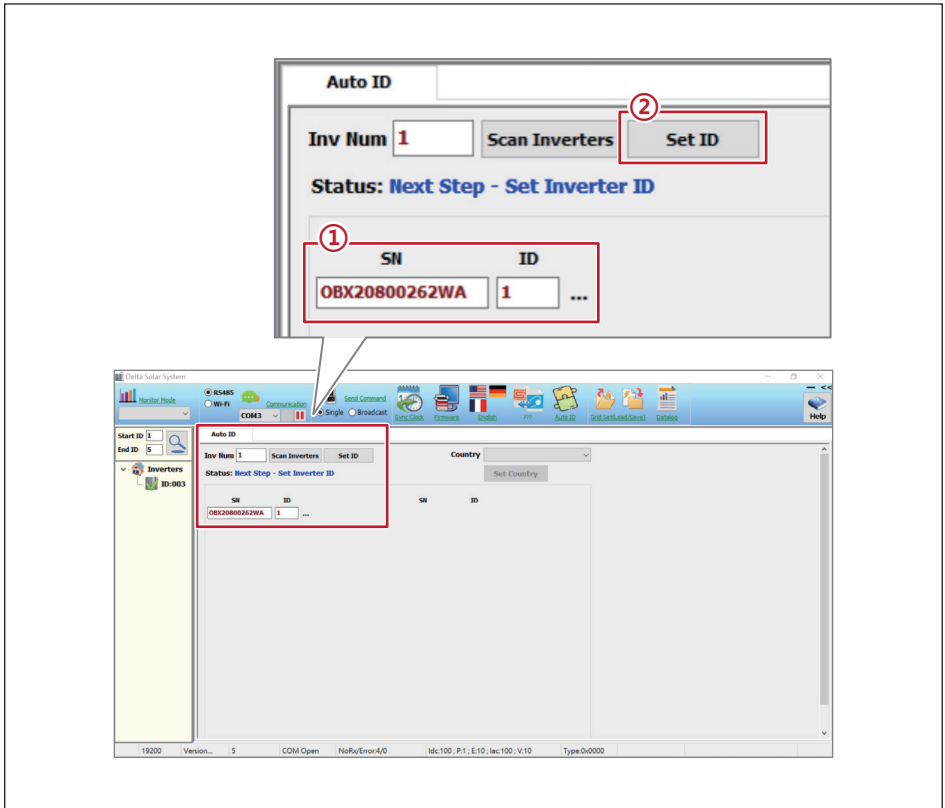 Auto ID
②
Inv Num 1 Scan Inverters Set ID
Status: Next Step - Set Inverter ID
①
SN ID
OBX20800262WA 1 ...
Delta Solar System
Monitor Mode
RS485
Wi-Fi
COM3
Communication
Send Command
Single Broadcast
Sync Clock Firmware English ??? Auto ID Grid Set(Load/Save) Datalog
<<
Help
Start ID 1
End ID 5
Inverters
ID:003
Auto ID
Inv Num 1 Scan Inverters Set ID Country
Status: Next Step - Set Inverter ID Set Country
SN ID SN ID
OBX20800262WA 1 ...
19200 Version... 5 COM Open NoRx/Error:4/0 Idc:100 ; P:1 ; E:10 ; Iac:100 ; V:10 Type:0x0000